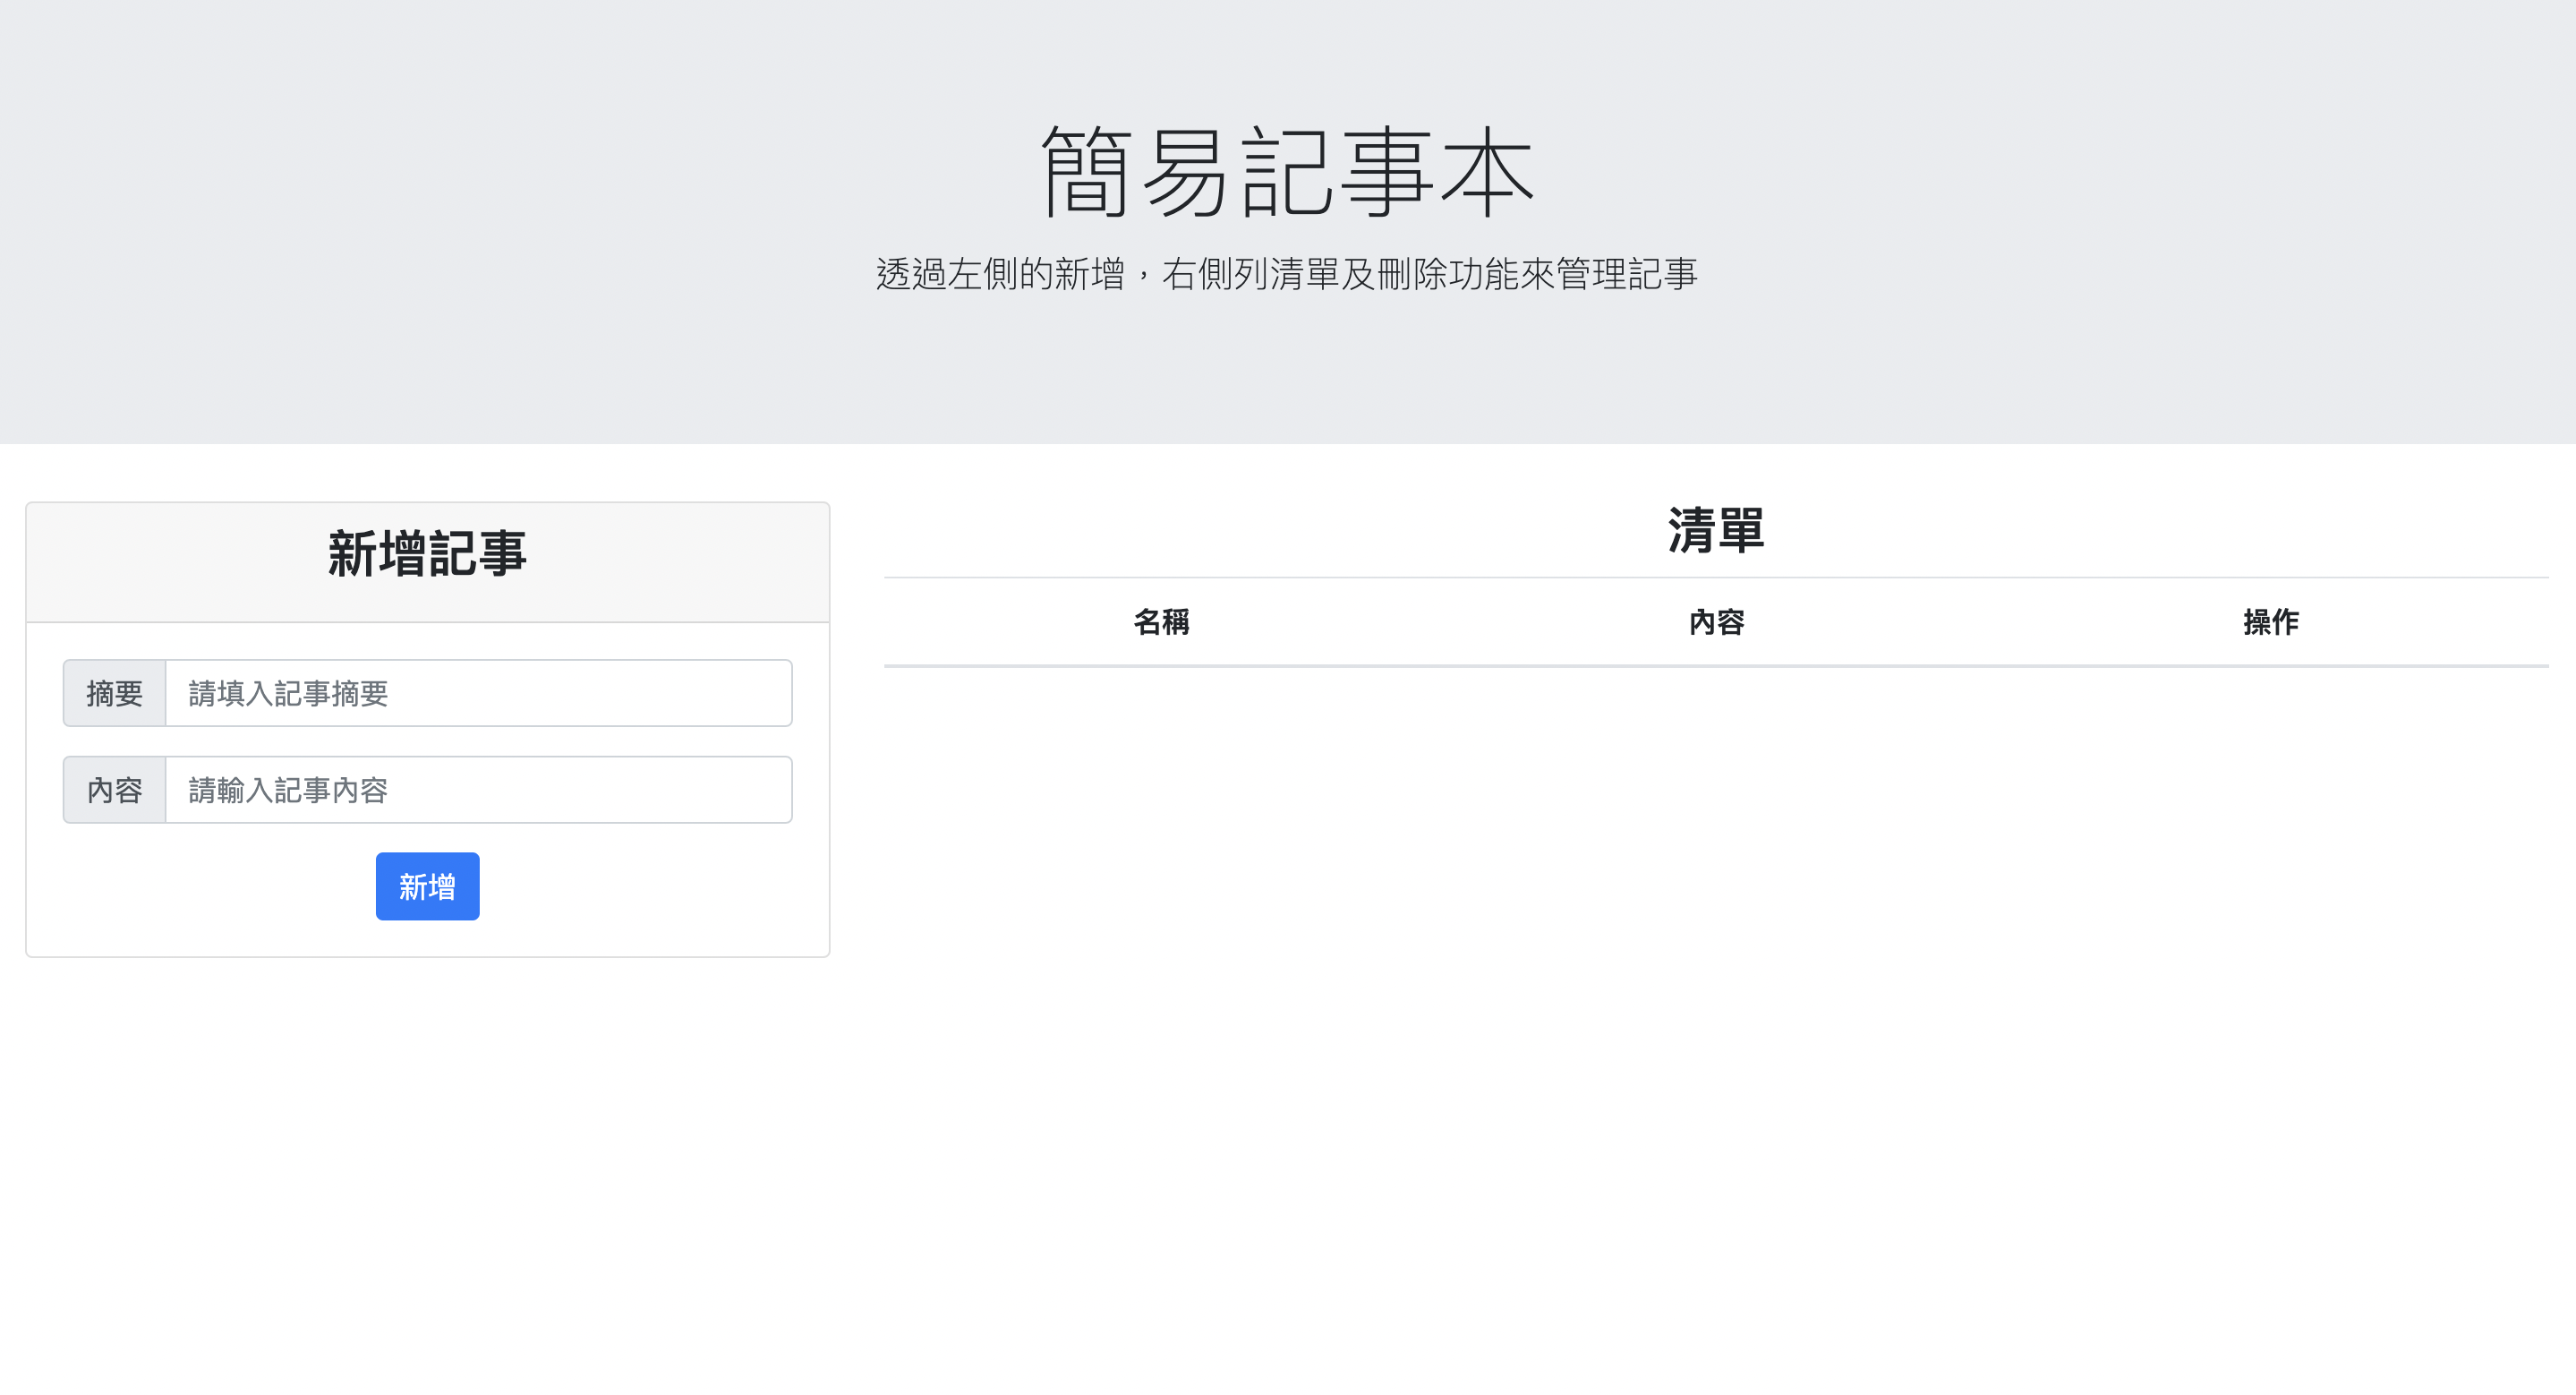 簡易記事本
透過左側的新增，右側列清單及刪除功能來管理記事
新增記事
摘要 請填入記事摘要
內容 請輸入記事內容
新增
清單
名稱 內容 操作